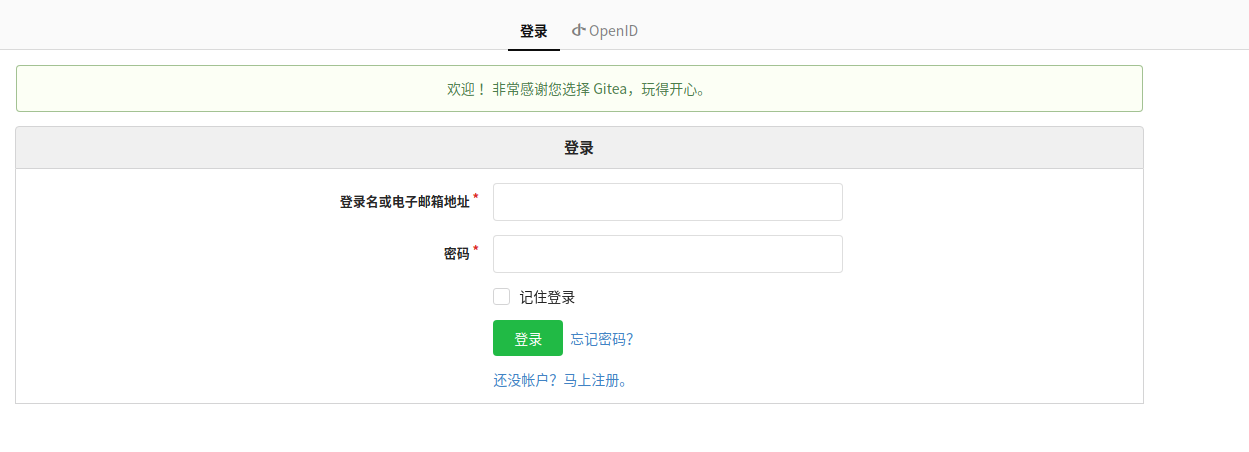 登录 OpenID
欢迎！非常感谢您选择 Gitea，玩得开心。
登录
登录名或电子邮箱地址 *
密码 *
记住登录
登录 忘记密码？
还没帐户？马上注册。